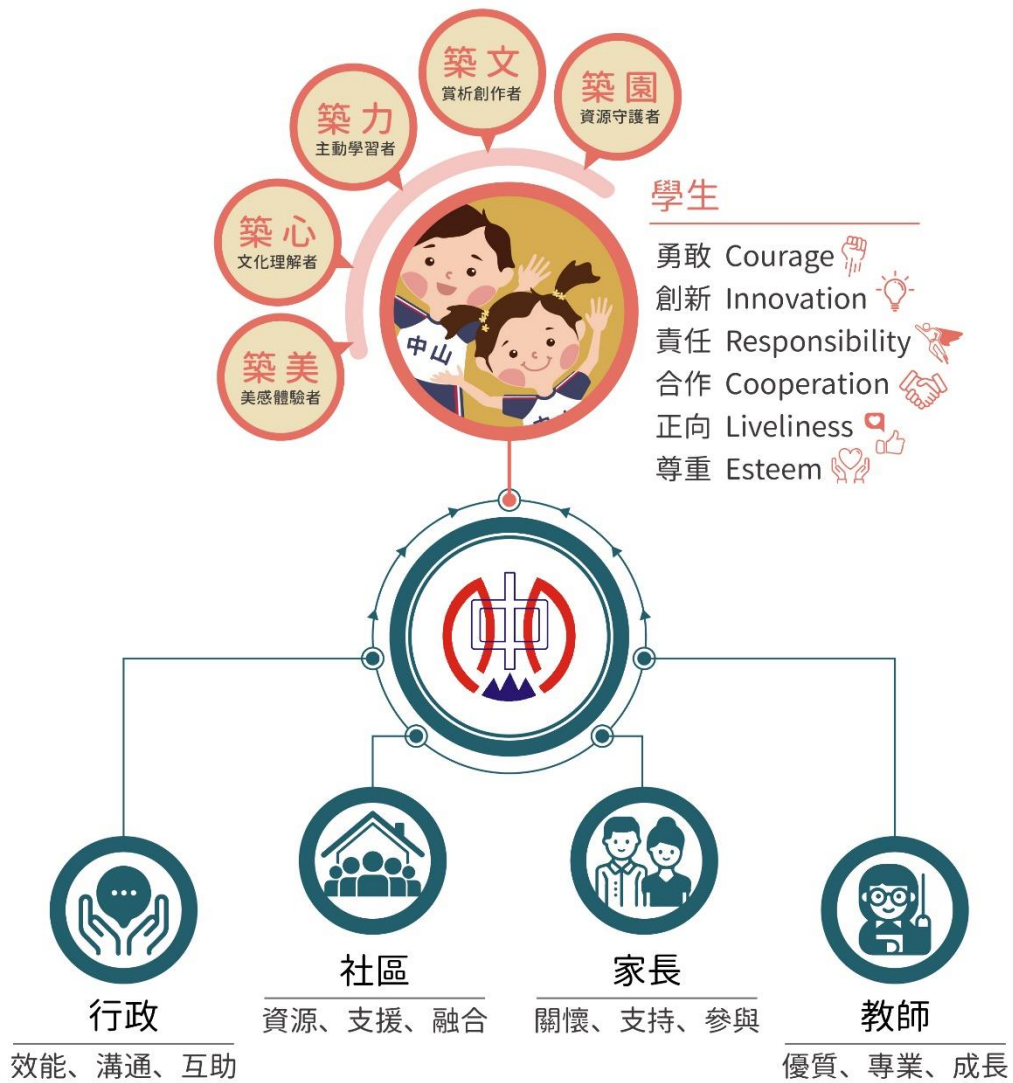 築文
賞析創作者
築園
資源守護者
築力
主動學習者
築心
文化理解者
築美
美感體驗者
學生
勇敢 Courage
創新 Innovation
責任 Responsibility
合作 Cooperation
正向 Liveliness
尊重 Esteem
中山
中山
中
行政
效能、溝通、互助
社區
資源、支援、融合
家長
關懷、支持、參與
教師
優質、專業、成長